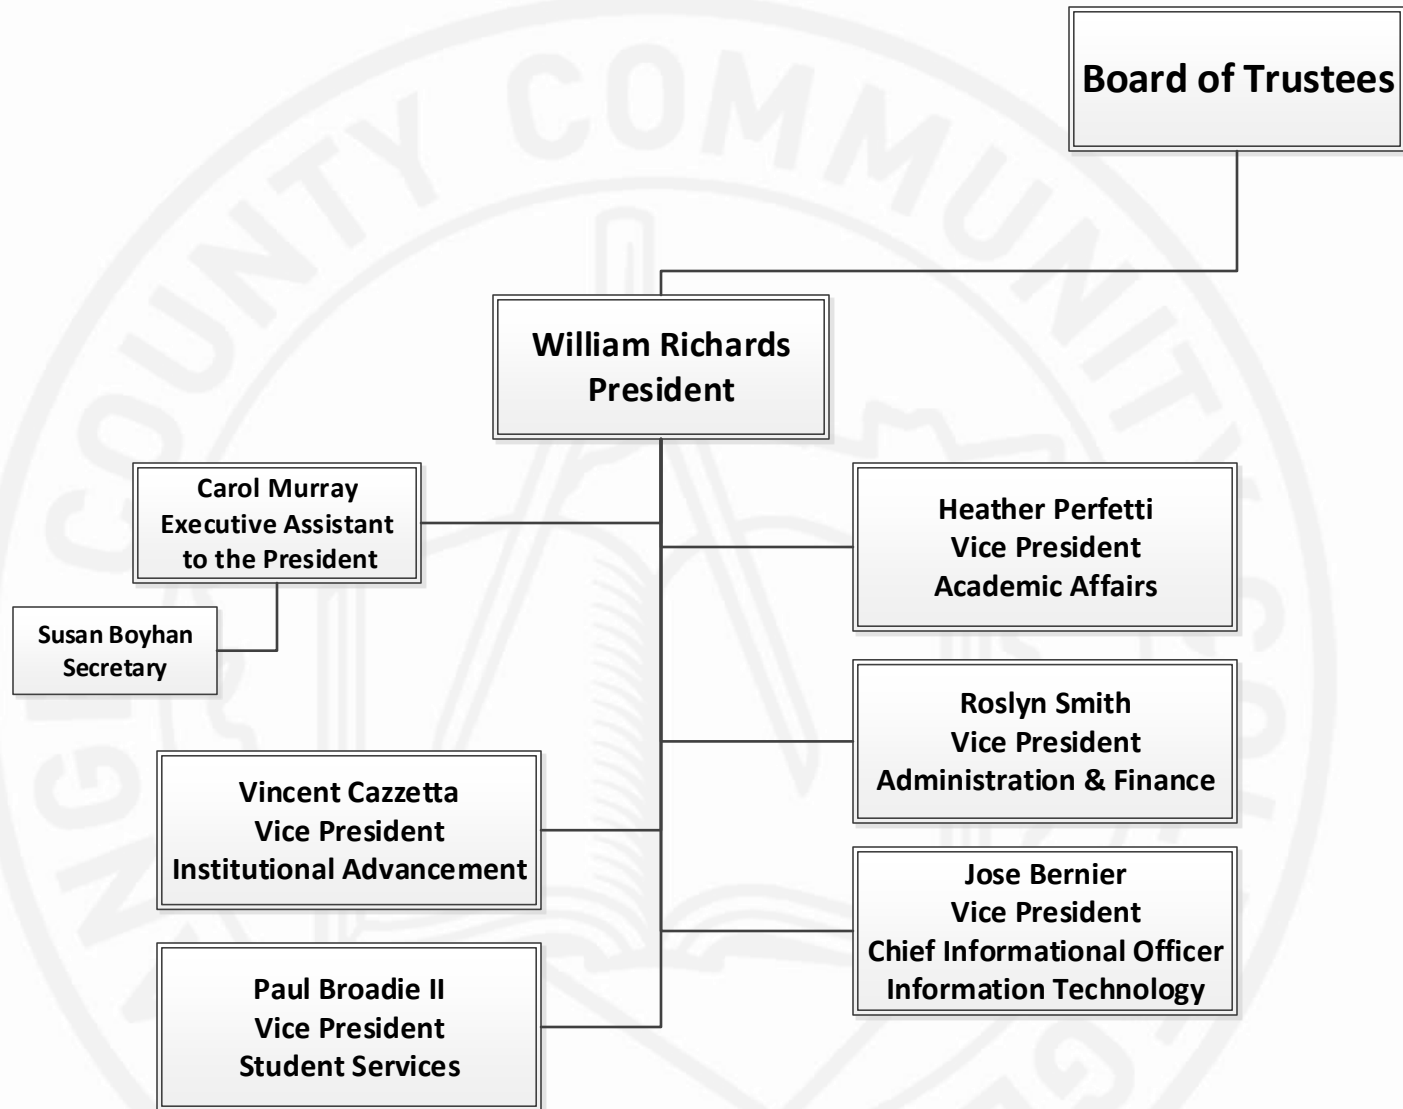 Board of Trustees
William Richards
President
Carol Murray
Executive Assistant
to the President
Heather Perfetti
Vice President
Academic Affairs
Susan Boyhan
Secretary
Roslyn Smith
Vice President
Administration & Finance
Vincent Cazzetta
Vice President
Institutional Advancement
Jose Bernier
Vice President
Chief Informational Officer
Information Technology
Paul Broadie II
Vice President
Student Services
COUNTY COMMUNITY